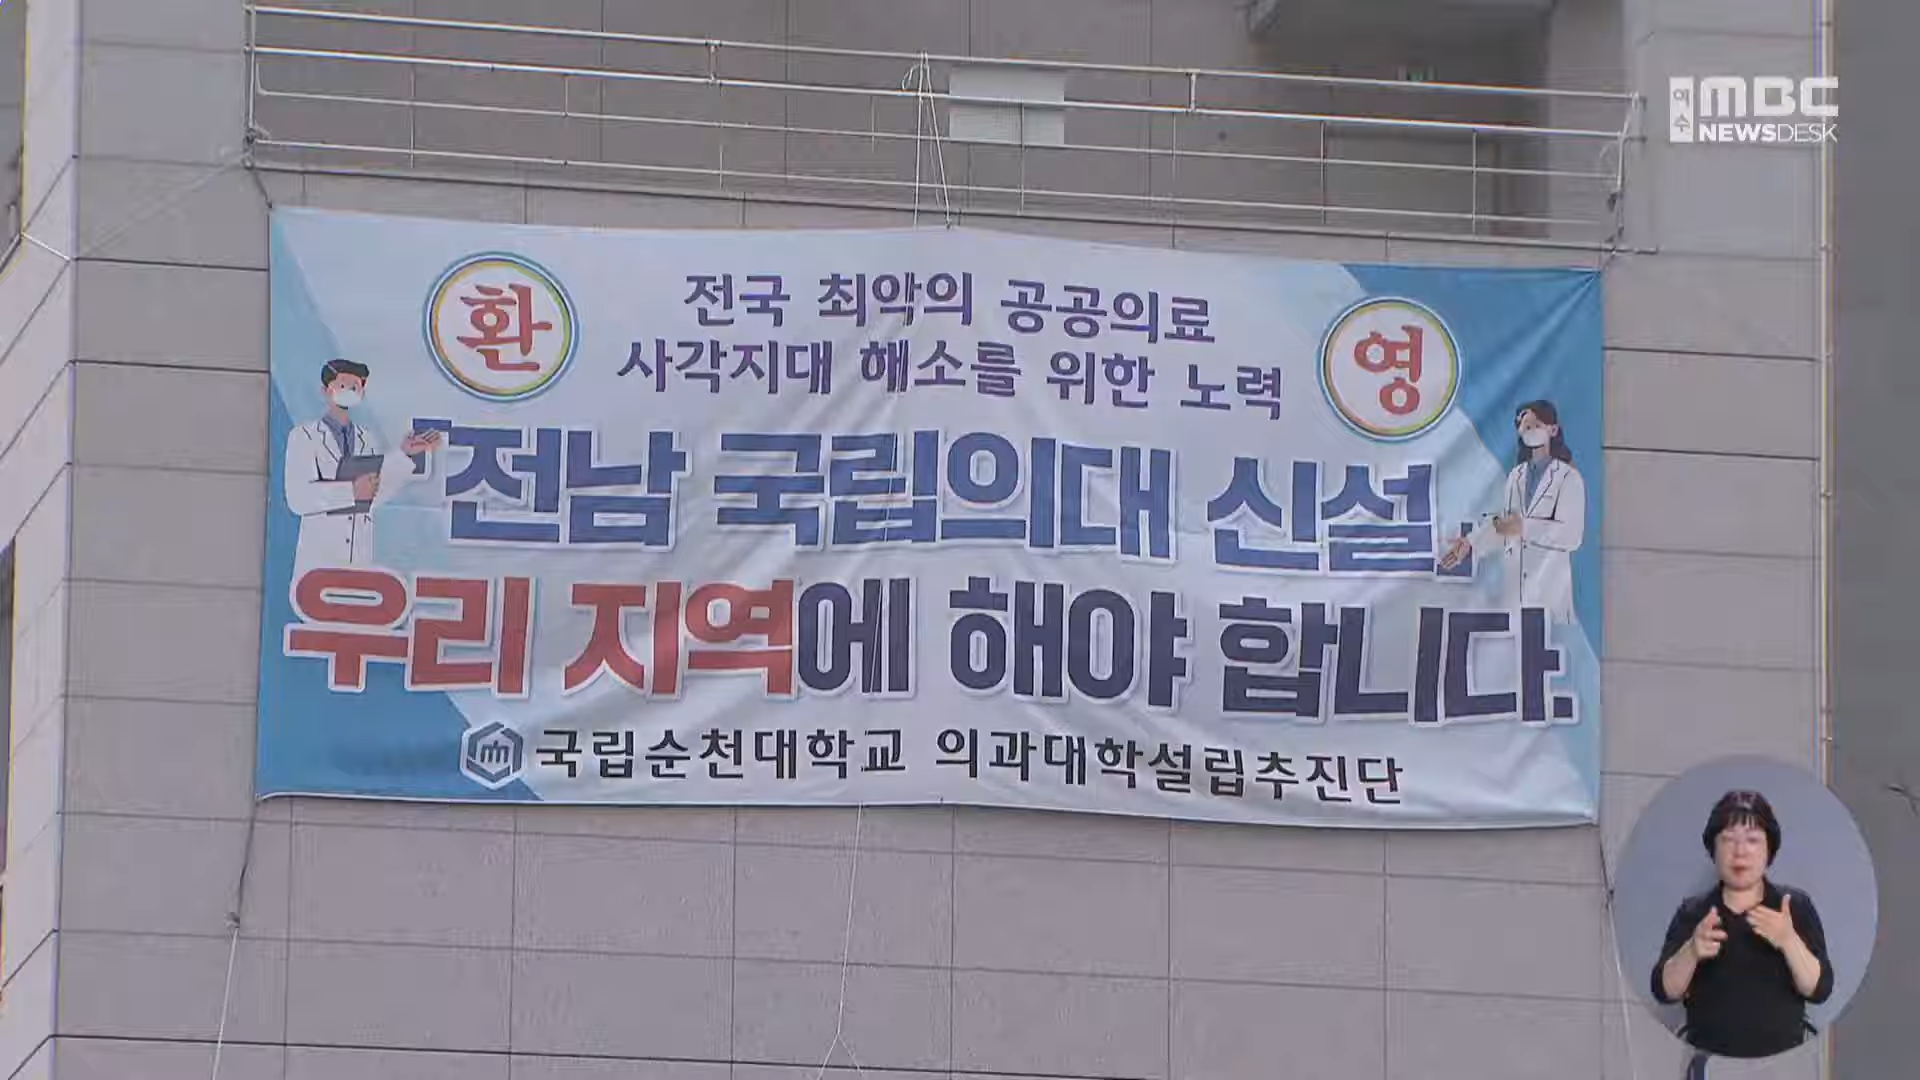 여수 MBC
NEWSDESK
환 영
전국 최악의 공공의료
사각지대 해소를 위한 노력
「전남 국립의대 신설」
우리 지역에 해야 합니다.
국립순천대학교 의과대학설립추진단